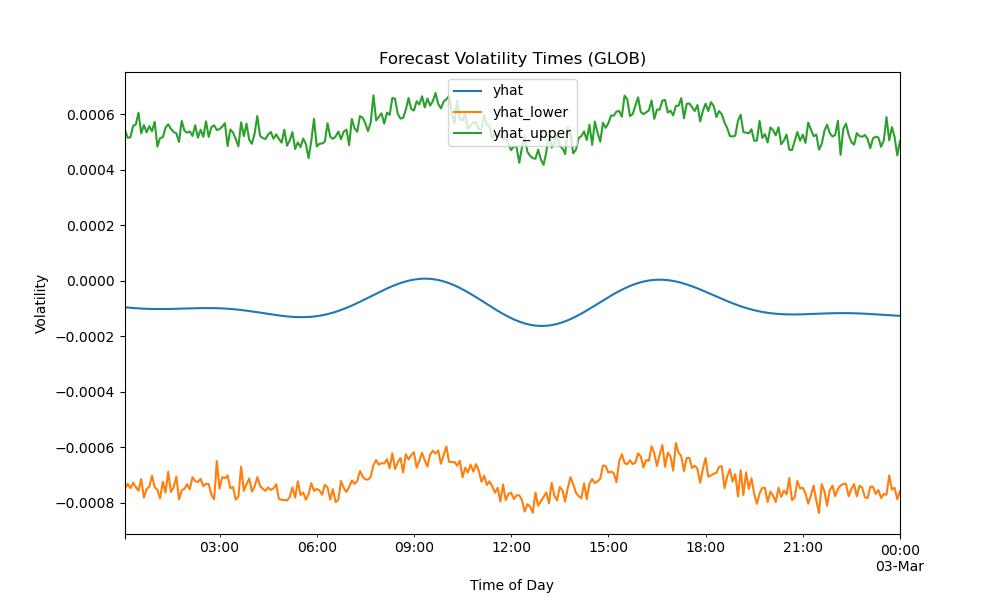 Forecast Volatility Times (GLOB)
yhat
yhat_lower
yhat_upper
0.0006
0.0004
0.0002
0.0000
−0.0002
−0.0004
−0.0006
−0.0008
Volatility
03:00
06:00
09:00
12:00
15:00
18:00
21:00
00:00
03-Mar
Time of Day